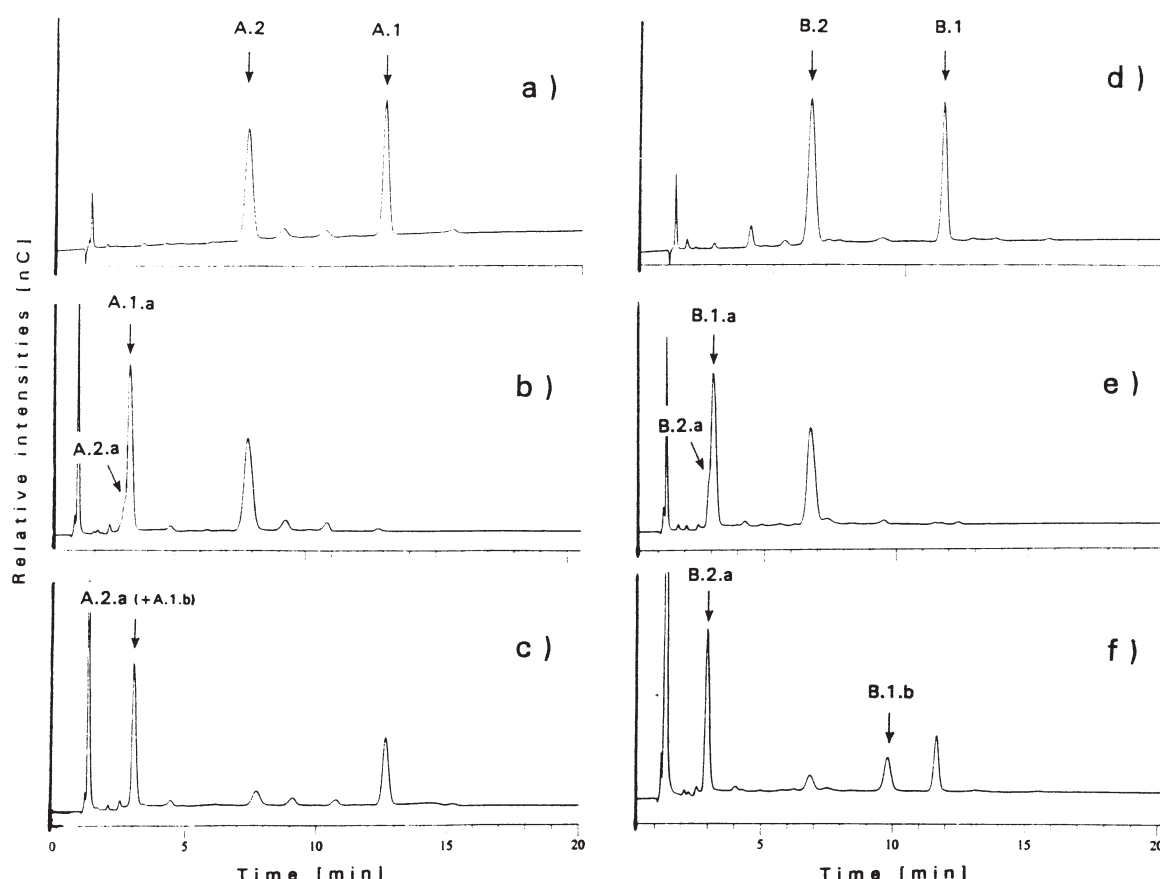 A.2
A.1
a )
B.2
B.1
d )
Relative intensities [nC]
A.1.a
A.2.a
b )
B.1.a
B.2.a
e )
A.2.a (+A.1.b)
c )
B.2.a
B.1.b
f )
20
5
10
15
20
0
5
10
15
20
Time [min]
Time [min]